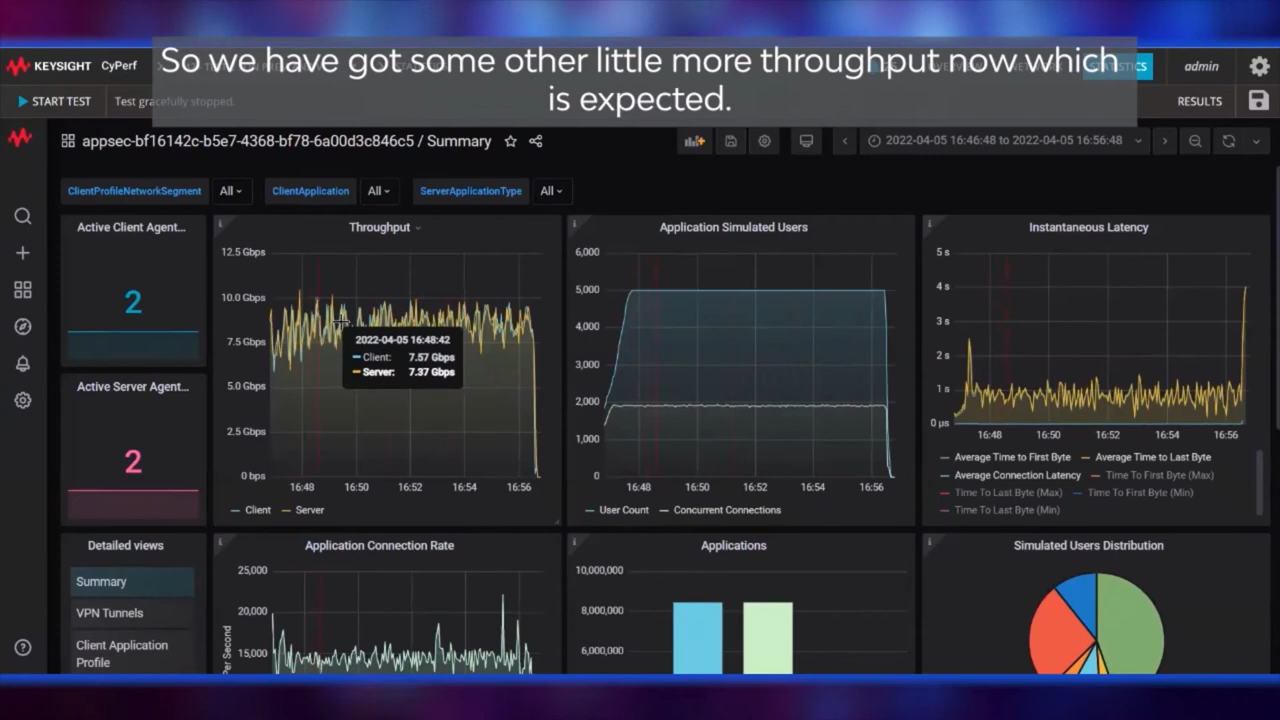 So we have got some other little more throughput now which
is expected.
KEYSIGHT CyPerf
admin
START TEST
Test gracefully stopped.
RESULTS
appsec-bf16142c-b5e7-4368-bf78-6a00d3c846c5 / Summary
2022-04-05 16:46:48 to 2022-04-05 16:56:48
ClientProfileNetworkSegment All
ClientApplication All
ServerApplicationType All
Active Client Agent...
2
Active Server Agent...
2
Throughput
12.5 Gbps
10.0 Gbps
7.5 Gbps
5.0 Gbps
2.5 Gbps
0 bps
2022-04-05 16:48:42
Client: 7.57 Gbps
Server: 7.37 Gbps
16:48 16:50 16:52 16:54 16:56
Client Server
Application Simulated Users
6,000
5,000
4,000
3,000
2,000
1,000
0
16:48 16:50 16:52 16:54 16:56
User Count Concurrent Connections
Instantaneous Latency
5 s
4 s
3 s
2 s
1 s
0 µs
16:48 16:50 16:52 16:54 16:56
Average Time to First Byte Average Time to Last Byte
Average Connection Latency Time To First Byte (Max)
Time To Last Byte (Max) Time To First Byte (Min)
Time To Last Byte (Min)
Detailed views
Summary
VPN Tunnels
Client Application
Profile
Application Connection Rate
25,000
20,000
15,000
Per Second
Applications
10,000,000
8,000,000
6,000,000
Simulated Users Distribution